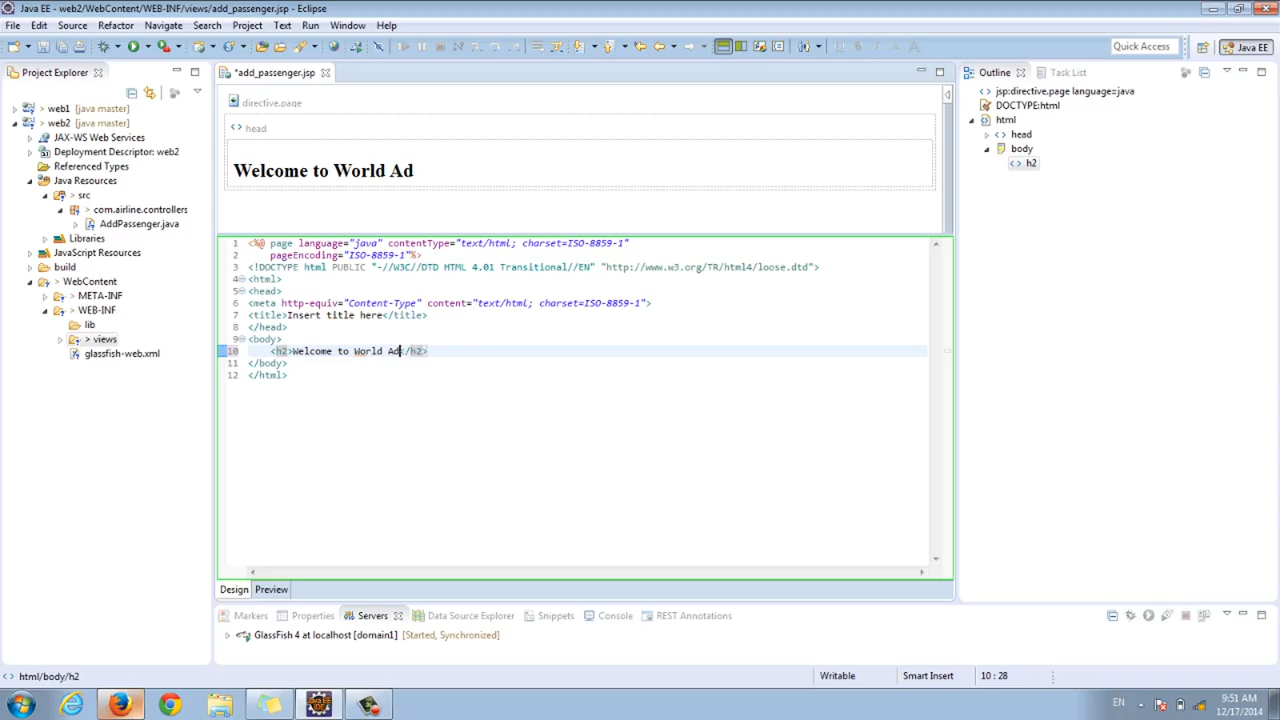 Java EE - web2/WebContent/WEB-INF/views/add_passenger.jsp - Eclipse
File Edit Source Refactor Navigate Search Project Text Run Window Help
Quick Access Java EE
Project Explorer
web1 [java master]
web2 [java master]
JAX-WS Web Services
Deployment Descriptor: web2
Referenced Types
Java Resources
> src
> com.airline.controllers
AddPassenger.java
Libraries
JavaScript Resources
> build
> WebContent
> META-INF
> WEB-INF
lib
> views
glassfish-web.xml
*add_passenger.jsp
directive.page
<> head
Welcome to World Ad
1 <%@ page language="java" contentType="text/html; charset=ISO-8859-1"
2 pageEncoding="ISO-8859-1"%>
3 <!DOCTYPE html PUBLIC "-//W3C//DTD HTML 4.01 Transitional//EN" "http://www.w3.org/TR/html4/loose.dtd">
4 <html>
5 <head>
6 <meta http-equiv="Content-Type" content="text/html; charset=ISO-8859-1">
7 <title>Insert title here</title>
8 </head>
9 <body>
10 <h2>Welcome to World Ad</h2>
11 </body>
12 </html>
Design Preview
Outline Task List
<> jsp:directive.page language=java
DOCTYPE:html
html
<> head
body
<> h2
Markers Properties Servers Data Source Explorer Snippets Console REST Annotations
GlassFish 4 at localhost [domain1] [Started, Synchronized]
<> html/body/h2 Writable Smart Insert 10 : 28
EN 9:51 AM
12/17/2014